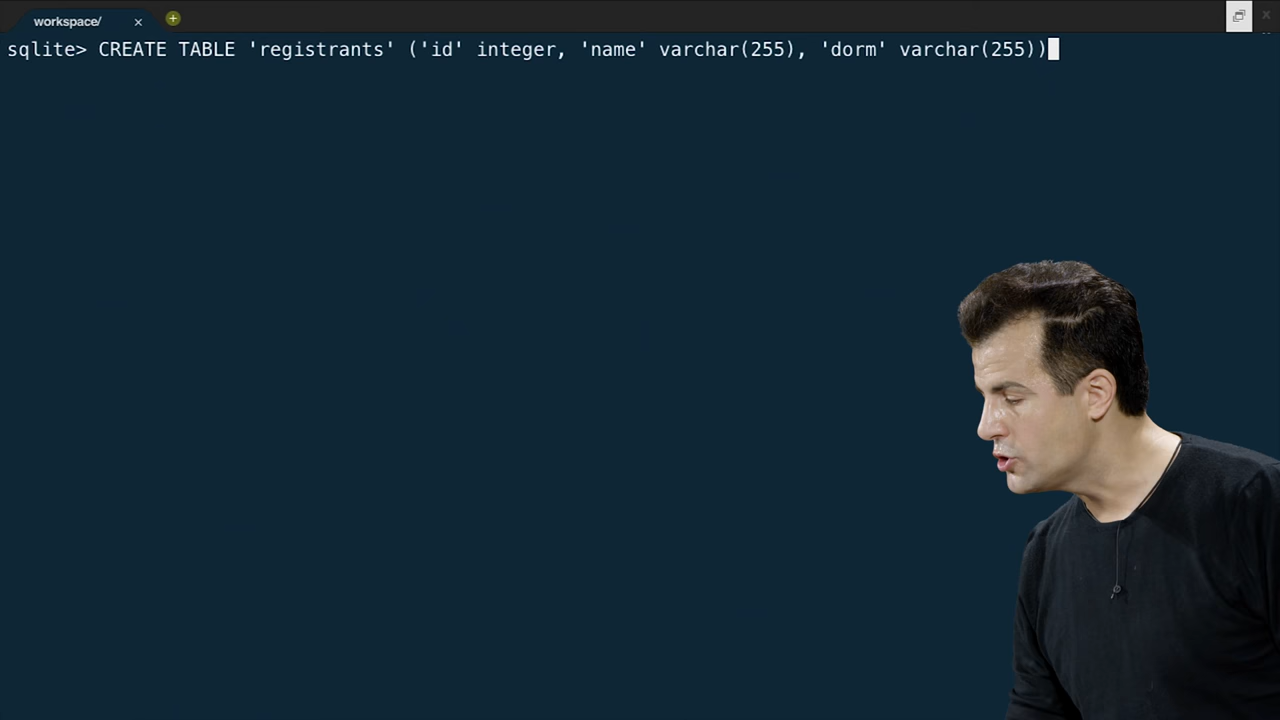 workspace/
sqlite> CREATE TABLE 'registrants' ('id' integer, 'name' varchar(255), 'dorm' varchar(255))